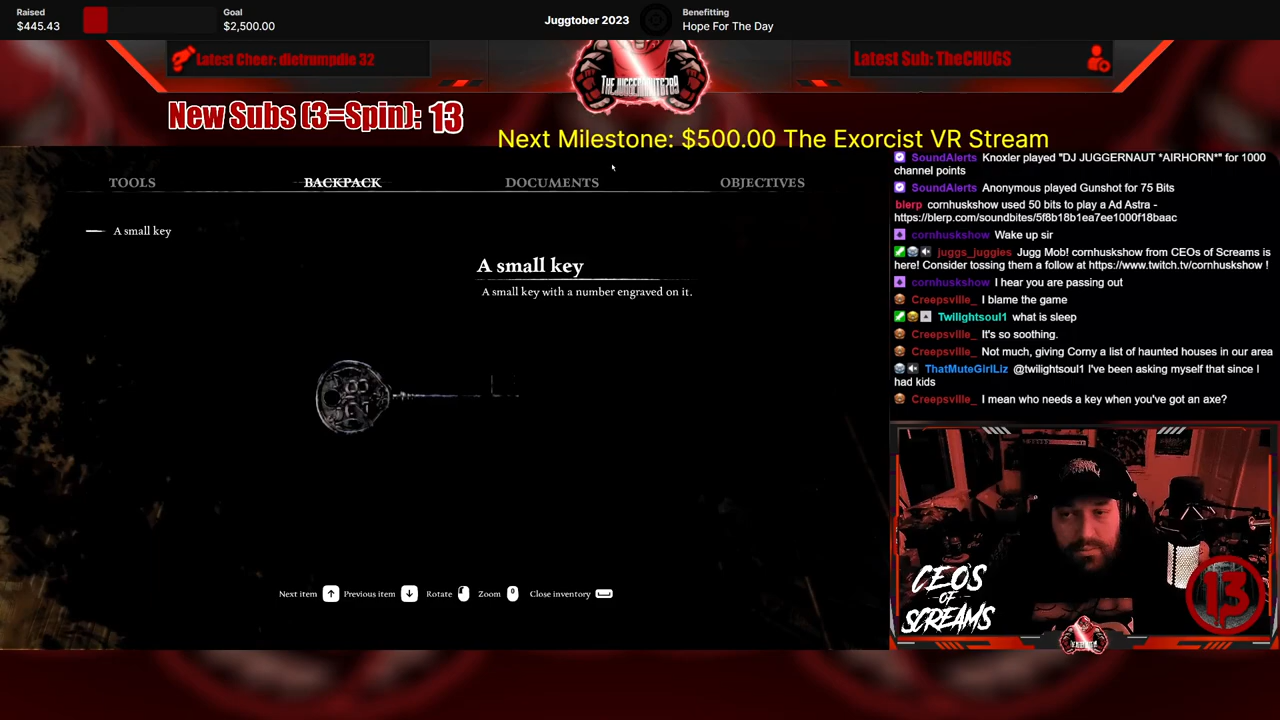 Raised
$445.43
Goal
$2,500.00
Juggtober 2023
Benefitting
Hope For The Day
Latest Cheer: dietrumpdie 32
THEJUGGERNAUT6789
Latest Sub: TheCHUGS
New Subs (3=Spin): 13
Next Milestone: $500.00 The Exorcist VR Stream
TOOLS
BACKPACK
DOCUMENTS
OBJECTIVES
A small key
A small key
A small key with a number engraved on it.
Next item
Previous item
Rotate
Zoom
Close inventory
SoundAlerts Knoxler played "DJ JUGGERNAUT *AIRHORN*" for 1000
channel points
SoundAlerts Anonymous played Gunshot for 75 Bits
blerp cornhuskshow used 50 bits to play a Ad Astra -
https://blerp.com/soundbites/5f8b18b1ea7ee1000f18baac
cornhuskshow Wake up sir
juggs_juggies Jugg Mob! cornhuskshow from CEOs of Screams is
here! Consider tossing them a follow at https://www.twitch.tv/cornhuskshow !
cornhuskshow I hear you are passing out
Creepsville_ I blame the game
Twilightsoul1 what is sleep
Creepsville_ It's so soothing.
Creepsville_ Not much, giving Corny a list of haunted houses in our area
ThatMuteGirlLiz @twilightsoul1 I've been asking myself that since I
had kids
Creepsville_ I mean who needs a key when you've got an axe?
CEOS
OF
SCREAMS
13